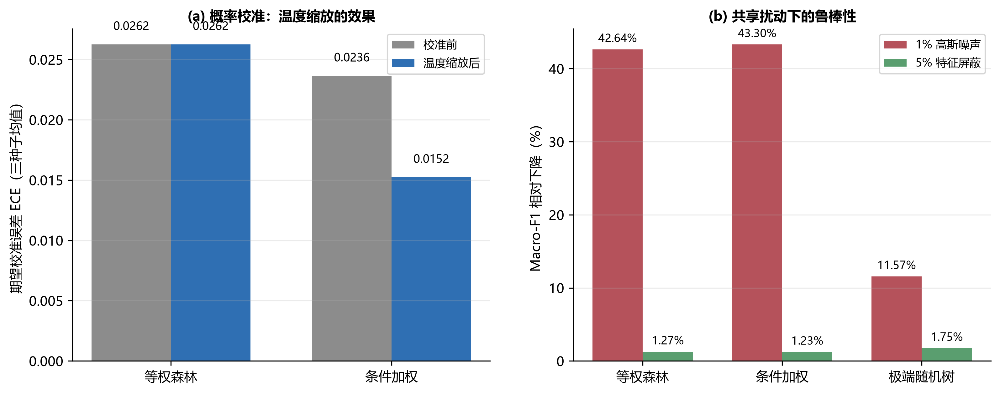 (a) 概率校准：温度缩放的效果
0.0262
0.0262
0.0236
0.0152
校准前
温度缩放后
期望校准误差 ECE（三种子均值）
0.025
0.020
0.015
0.010
0.005
0.000
等权森林
条件加权
(b) 共享扰动下的鲁棒性
42.64%
43.30%
11.57%
1.27%
1.23%
1.75%
1% 高斯噪声
5% 特征屏蔽
Macro-F1 相对下降（%）
40
30
20
10
0
等权森林
条件加权
极端随机树